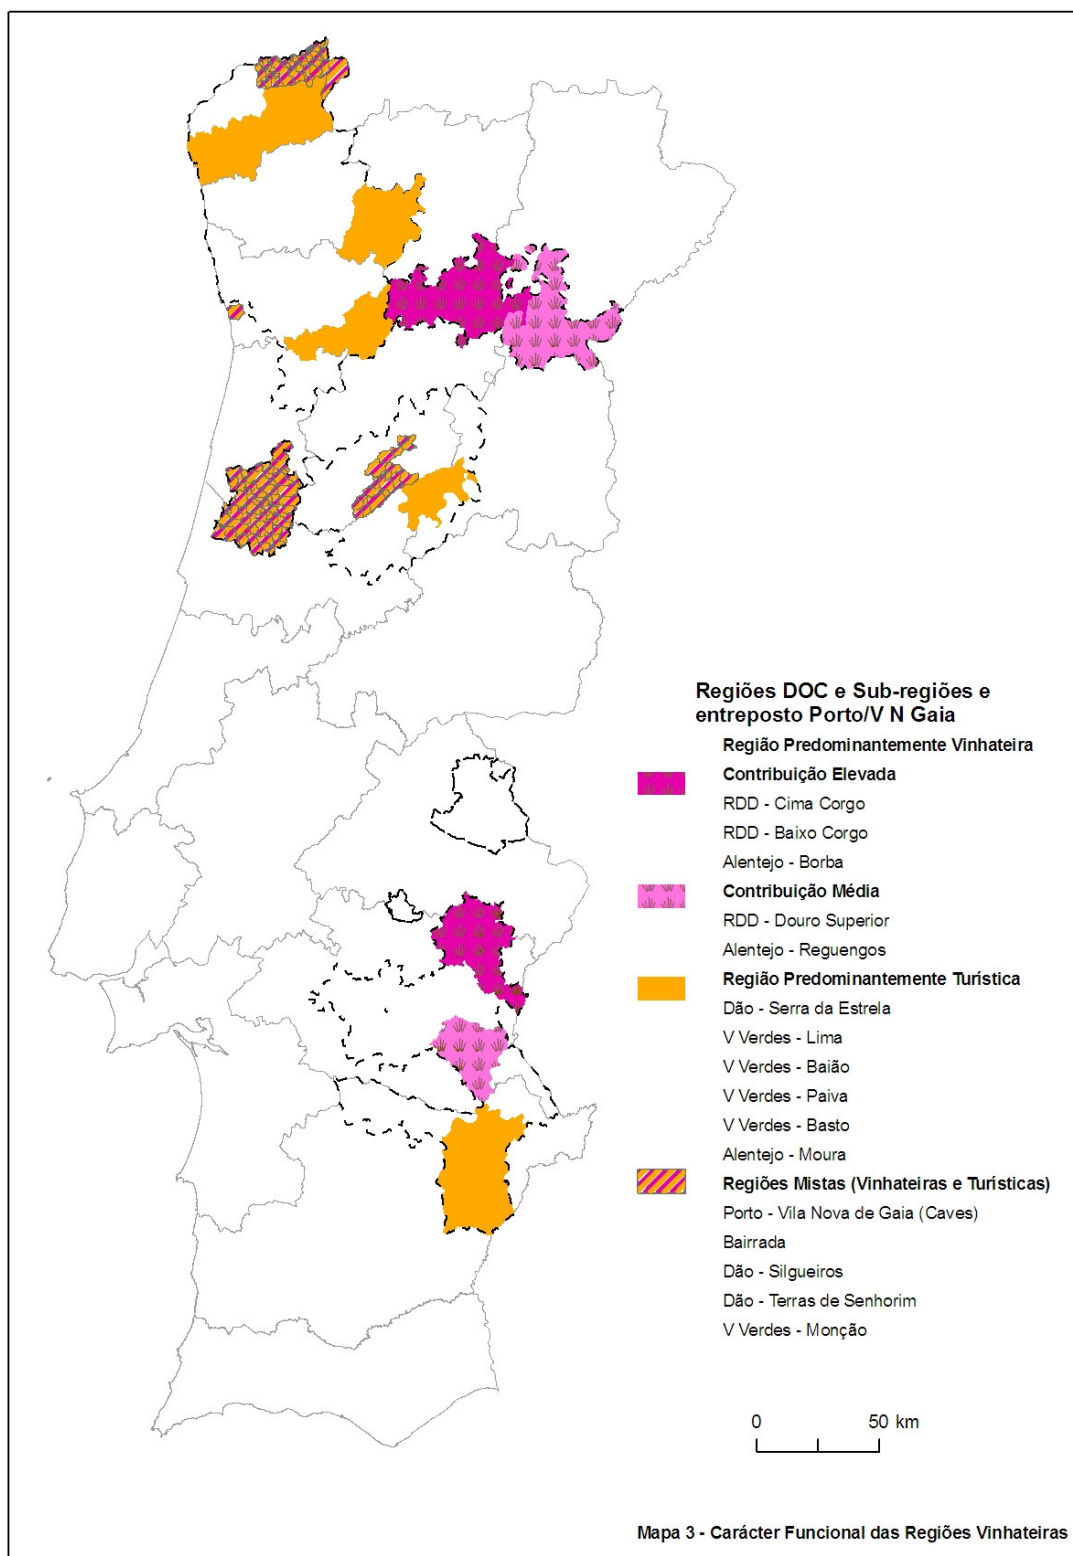 Regiões DOC e Sub-regiões e
entreposto Porto/V N Gaia
Região Predominantemente Vinhateira
Contribuição Elevada
RDD - Cima Corgo
RDD - Baixo Corgo
Alentejo - Borba
Contribuição Média
RDD - Douro Superior
Alentejo - Reguengos
Região Predominantemente Turística
Dão - Serra da Estrela
V Verdes - Lima
V Verdes - Baião
V Verdes - Paiva
V Verdes - Basto
Alentejo - Moura
Regiões Mistas (Vinhateiras e Turísticas)
Porto - Vila Nova de Gaia (Caves)
Bairrada
Dão - Silgueiros
Dão - Terras de Senhorim
V Verdes - Monção
0 50 km
Mapa 3 - Carácter Funcional das Regiões Vinhateiras